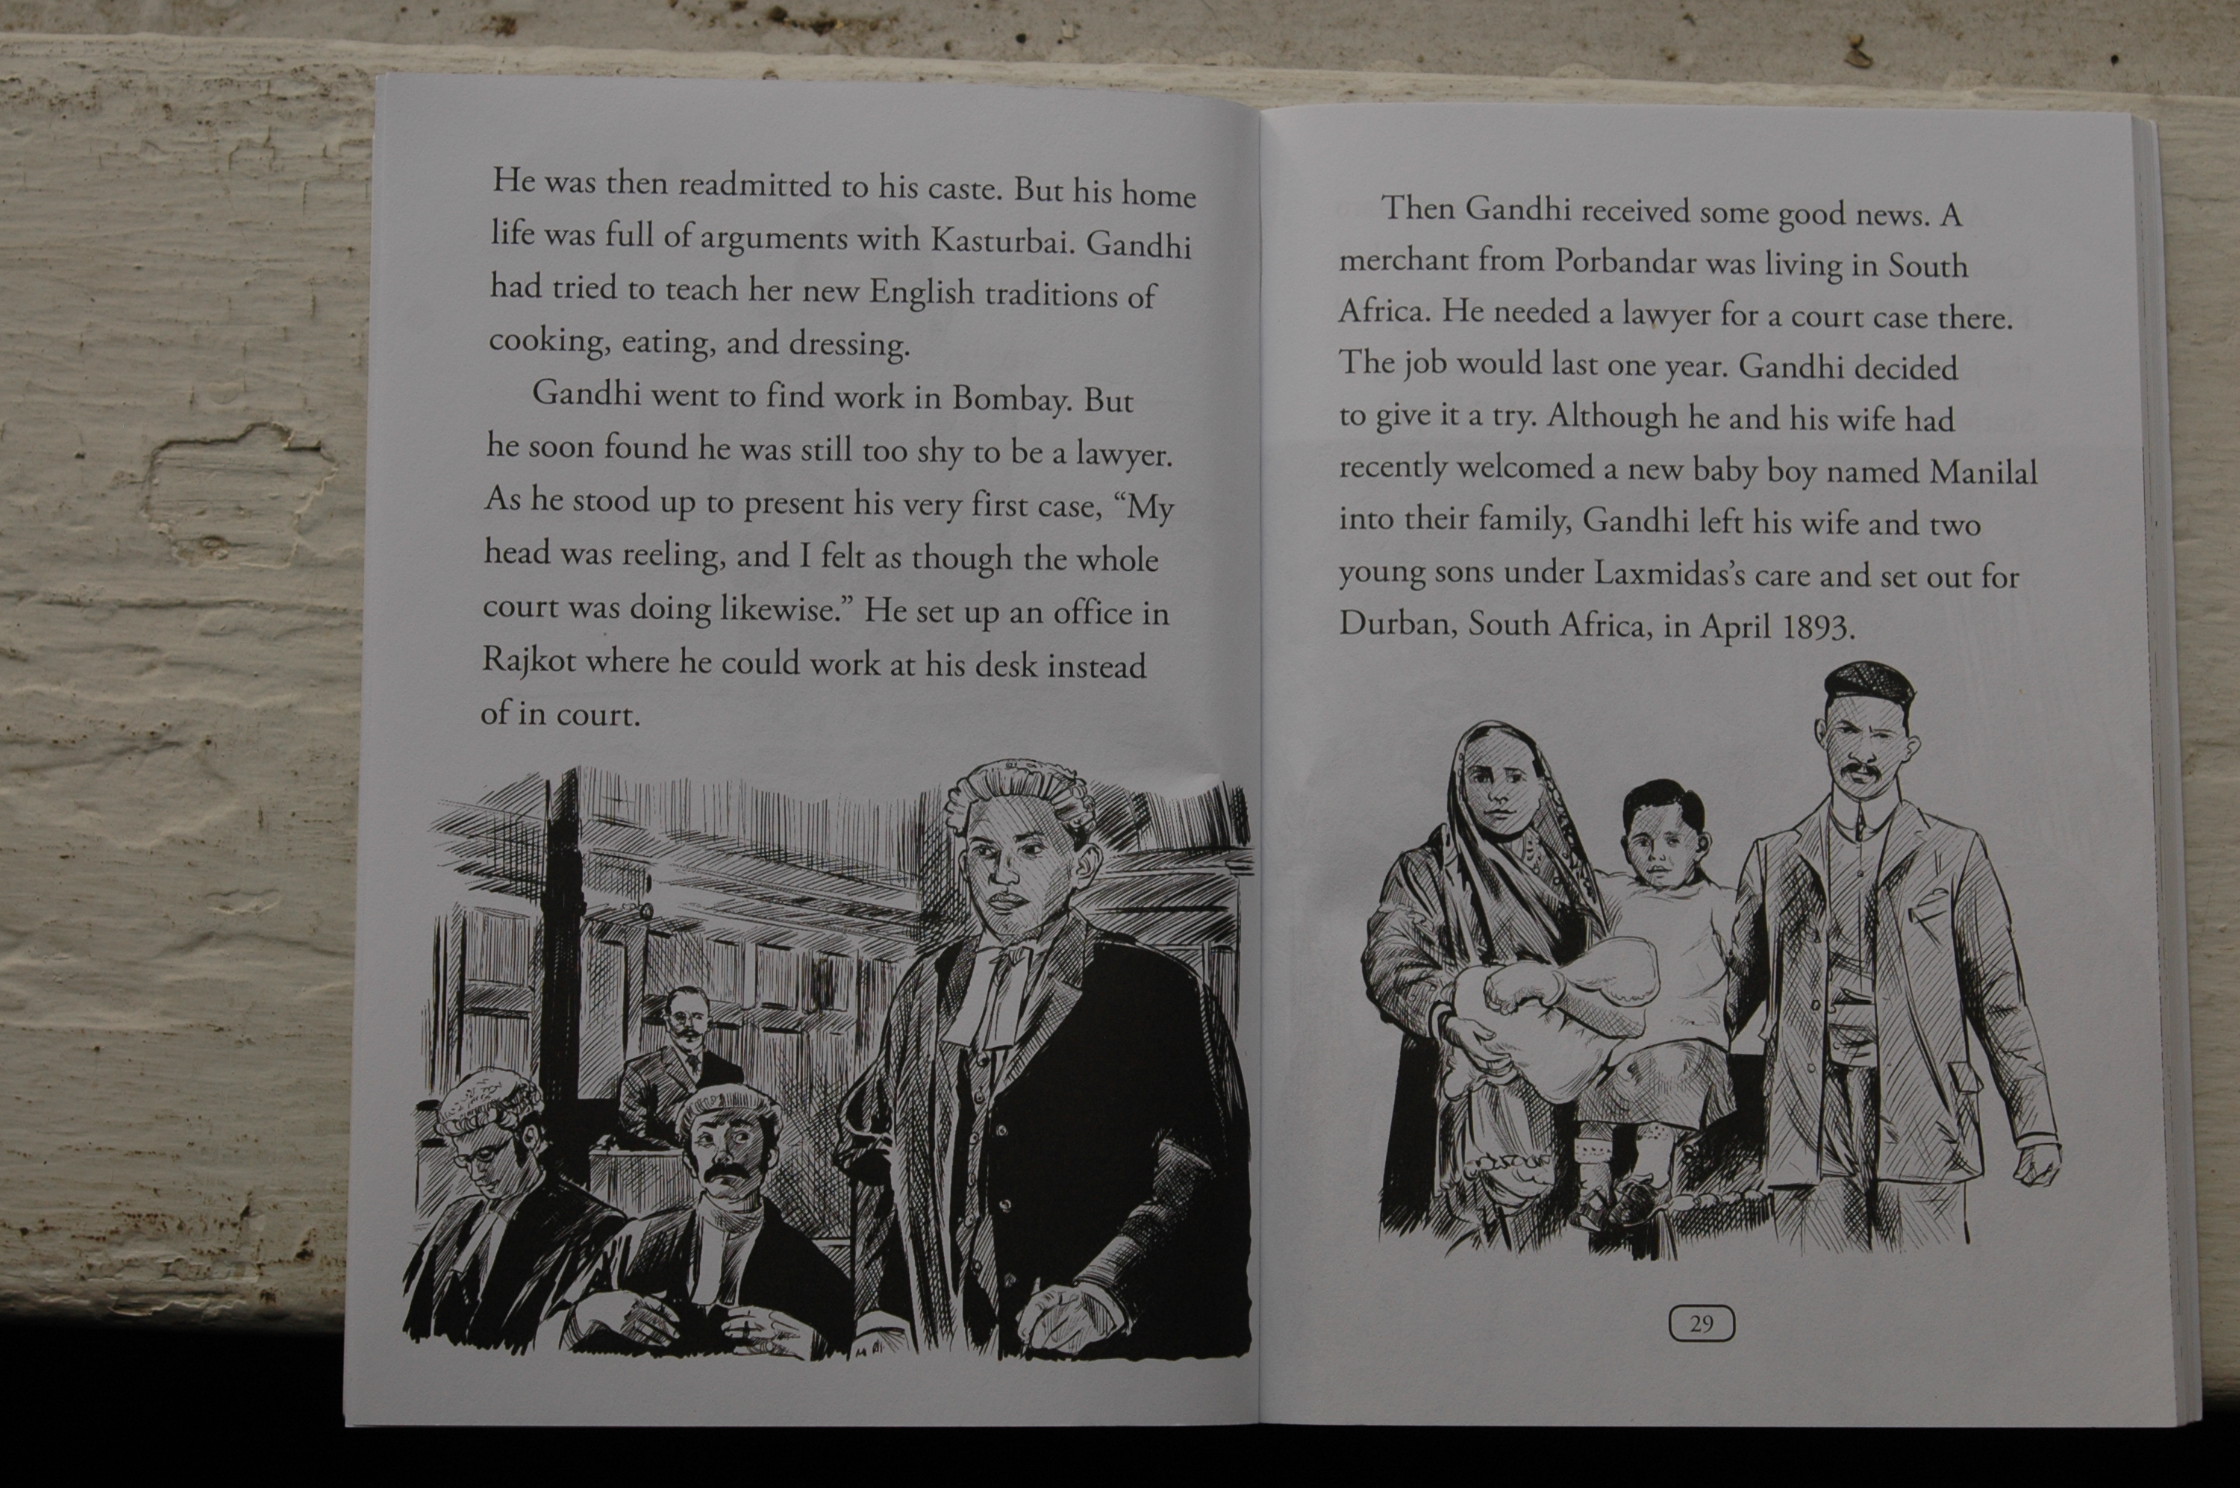 He was then readmitted to his caste. But his home
life was full of arguments with Kasturbai. Gandhi
had tried to teach her new English traditions of
cooking, eating, and dressing.
Gandhi went to find work in Bombay. But
he soon found he was still too shy to be a lawyer.
As he stood up to present his very first case, “My
head was reeling, and I felt as though the whole
court was doing likewise.” He set up an office in
Rajkot where he could work at his desk instead
of in court.
Then Gandhi received some good news. A
merchant from Porbandar was living in South
Africa. He needed a lawyer for a court case there.
The job would last one year. Gandhi decided
to give it a try. Although he and his wife had
recently welcomed a new baby boy named Manilal
into their family, Gandhi left his wife and two
young sons under Laxmidas’s care and set out for
Durban, South Africa, in April 1893.
29